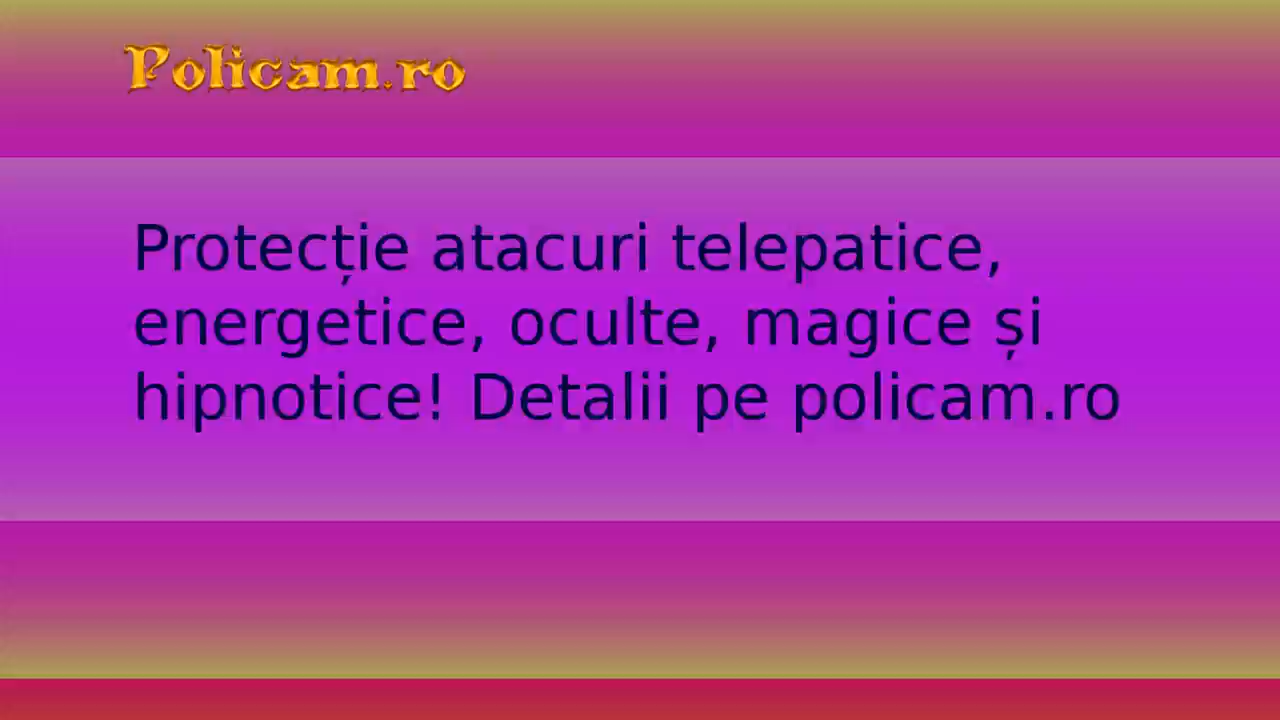 Policam.ro
Protecție atacuri telepatice,
energetice, oculte, magice și
hipnotice! Detalii pe policam.ro